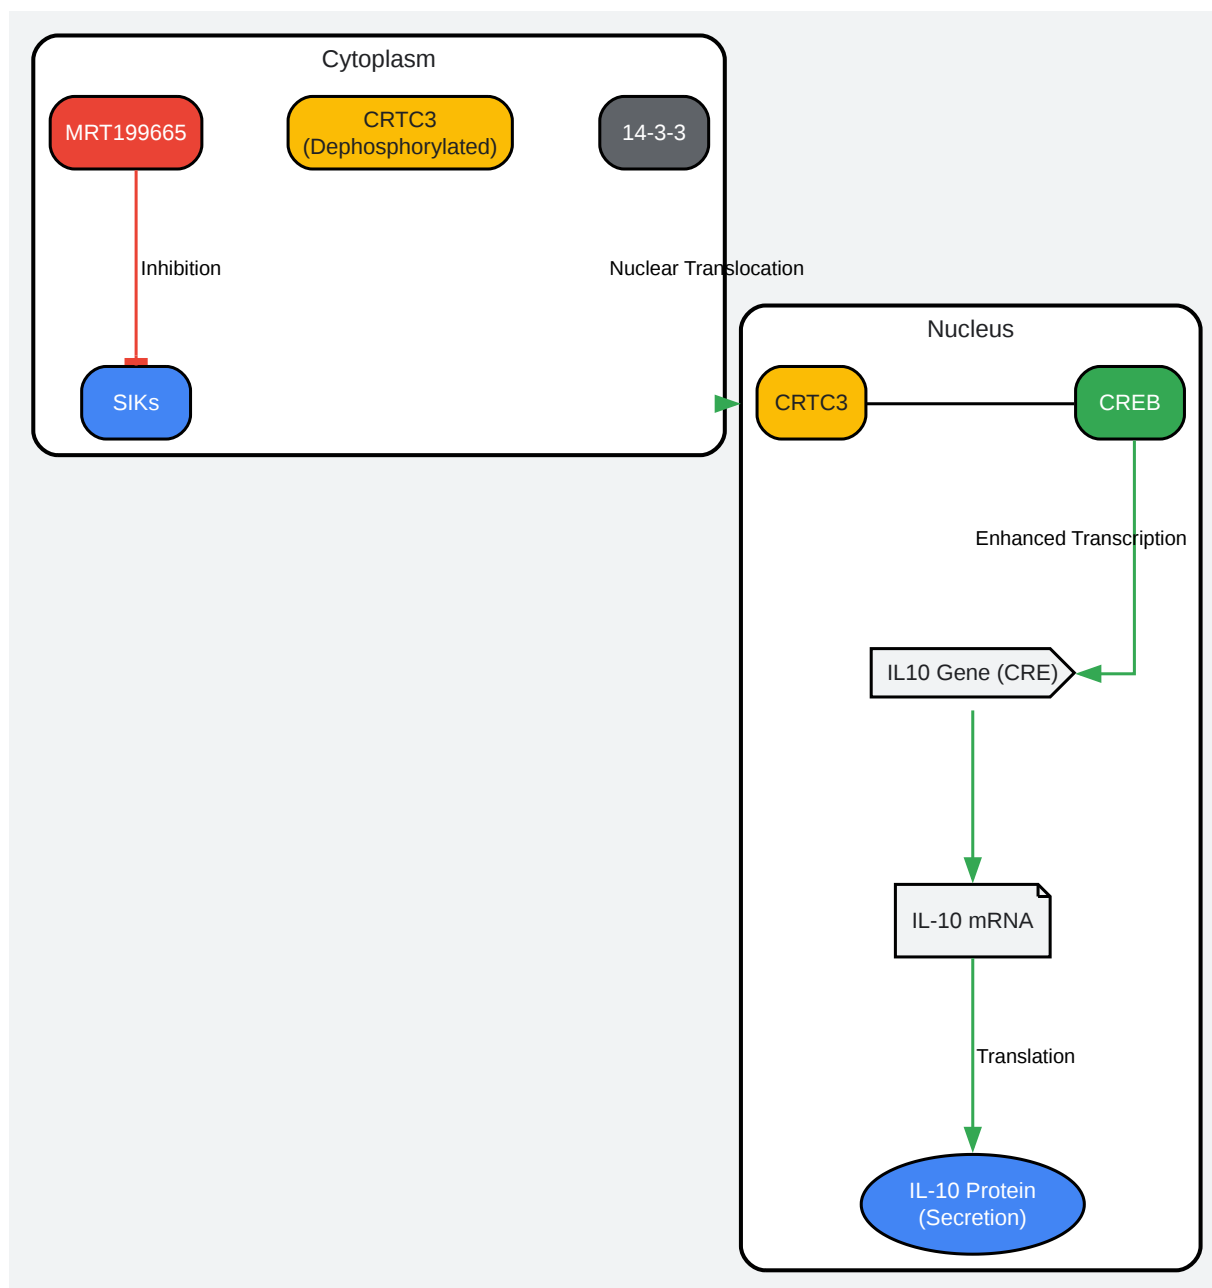 Cytoplasm
MRT199665
CRTC3
(Dephosphorylated)
14-3-3
Inhibition
Nuclear Translocation
SIKs
Nucleus
CRTC3
CREB
Enhanced Transcription
IL10 Gene (CRE)
IL-10 mRNA
Translation
IL-10 Protein
(Secretion)